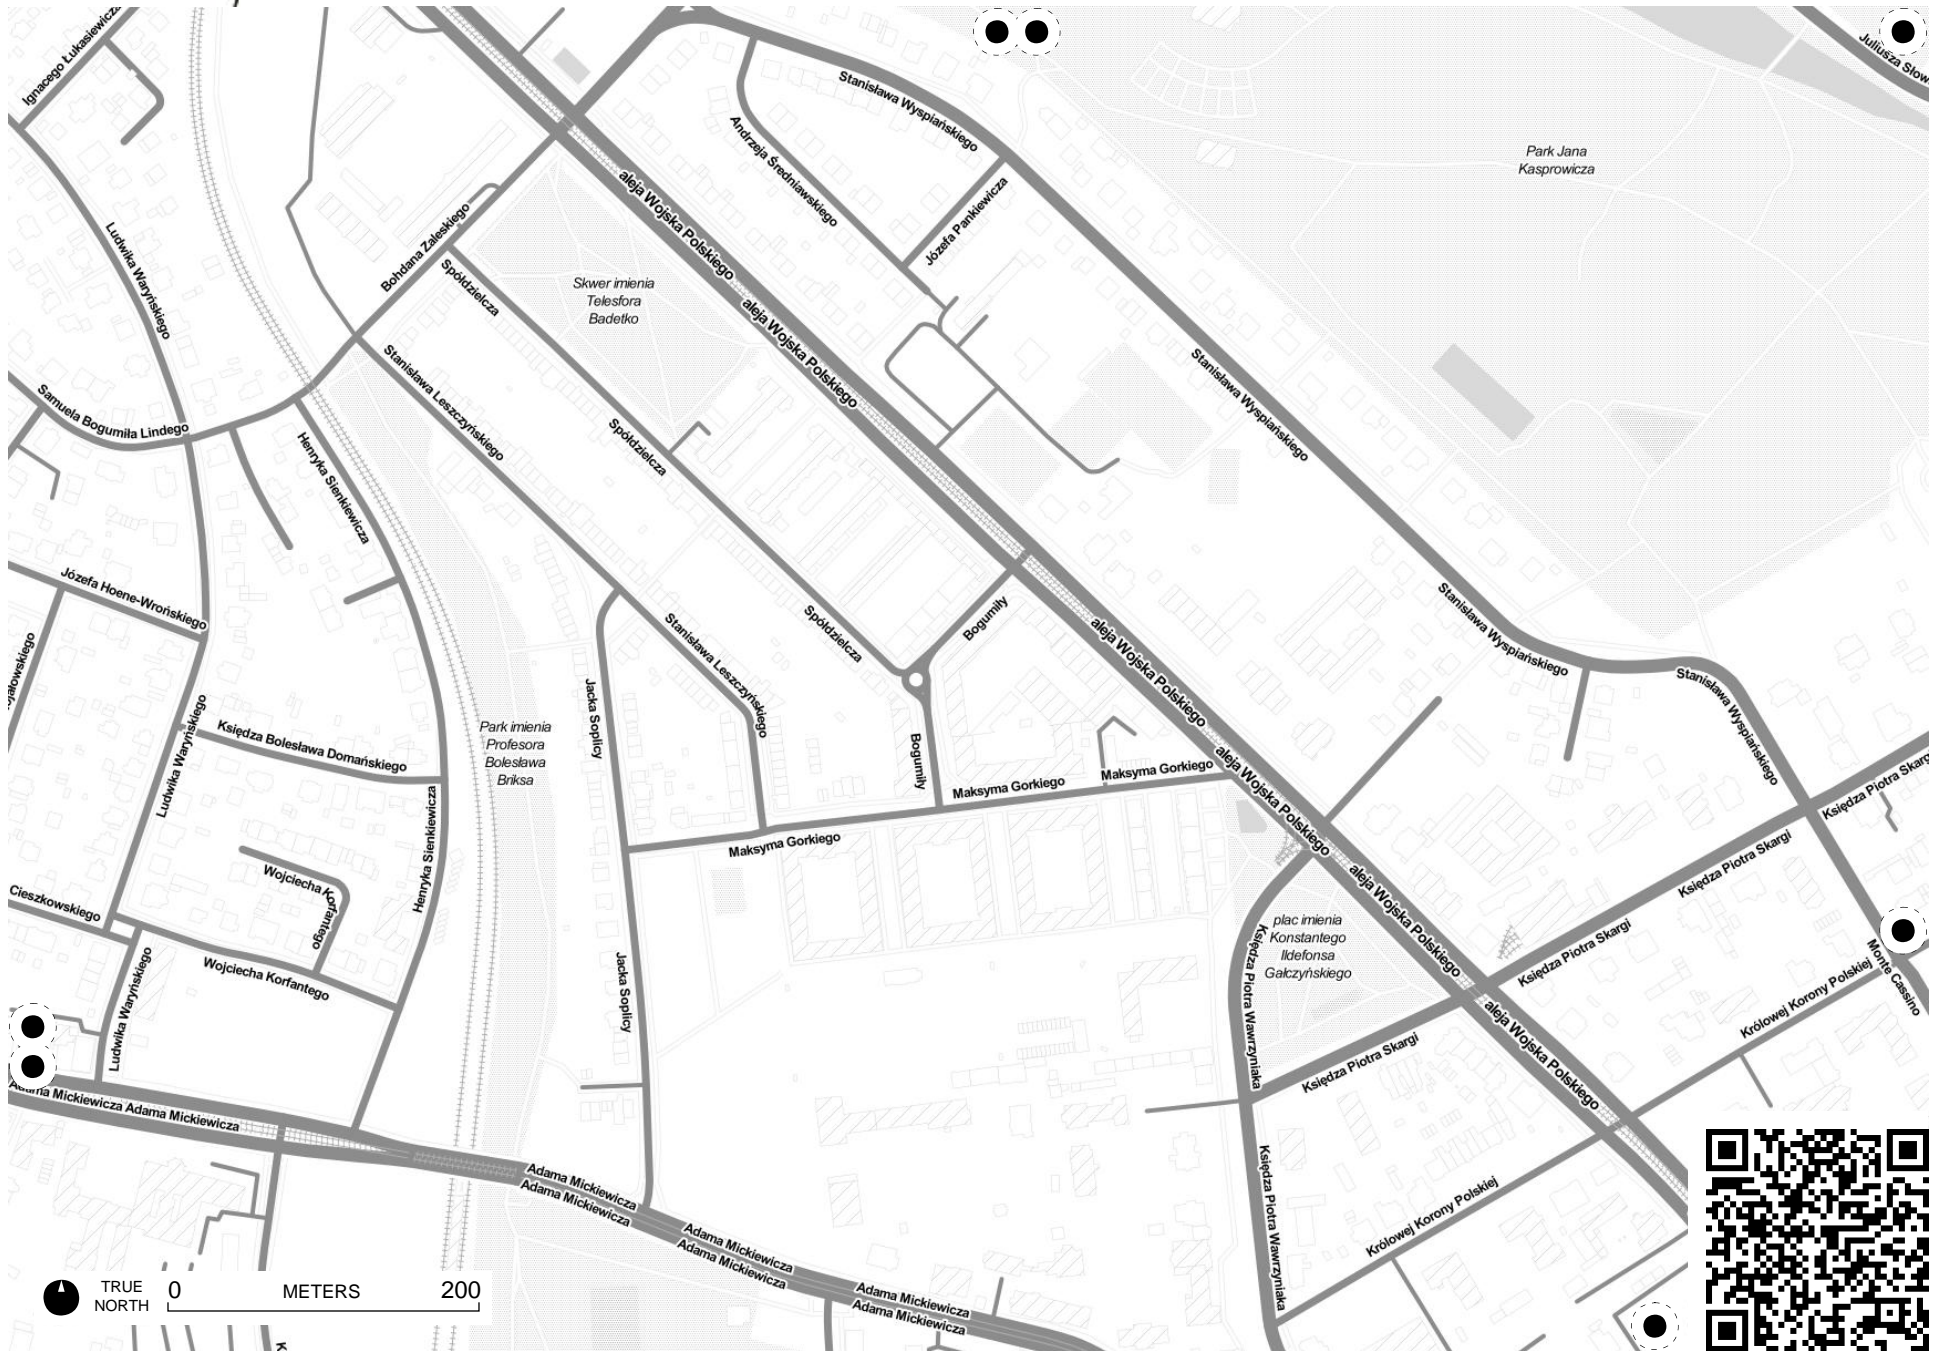 Ignacego Łukasiewicza
Stanisława Wyspiańskiego
Andrzeja Średniawskiego
Park Jana
Kasprowicza
aleja Wojska Polskiego
Józefa Pankiewicza
Bohdana Zaleskiego
Ludwika Waryńskiego
Spółdzielcza
Skwer imienia
Telesfora
Badetko
aleja Wojska Polskiego
Stanisława Leszczyńskiego
Stanisława Wyspiańskiego
Samuela Bogumiła Lindego
Spółdzielcza
Henryka Sienkiewicza
Józefa Hoene-Wrońskiego
Spółdzielcza
Bogumiły
Stanisława Leszczyńskiego
aleja Wojska Polskiego
Stanisława Wyspiańskiego
Stanisława Wyspiańskiego
Jacka Soplicy
Ludwika Waryńskiego
Księdza Bolesława Domańskiego
Park imienia
Profesora
Bolesława
Briksa
Bogumiły
Maksyma Gorkiego
Maksyma Gorkiego
aleja Wojska Polskiego
Księdza Piotra
Maksyma Gorkiego
Henryka Sienkiewicza
Księdza Piotra Skargi
Wojciecha Korfantego
Cieszkowskiego
aleja Wojska Polskiego
plac imienia
Konstantego
Ildefonsa
Gałczyńskiego
Księdza Piotra Skargi
Monte Cassino
Wojciecha Korfantego
Ludwika Waryńskiego
Jacka Soplicy
Księdza Piotra Wawrzyniaka
Królowej Korony Polskiej
aleja Wojska Polskiego
Księdza Piotra Skargi
Adama Mickiewicza Adama Mickiewicza
Adama Mickiewicza
Adama Mickiewicza
Księdza Piotra Wawrzyniaka
Królowej Korony Polskiej
Adama Mickiewicza
Adama Mickiewicza
Adama Mickiewicza
Adama Mickiewicza
TRUE
NORTH
0 METERS 200